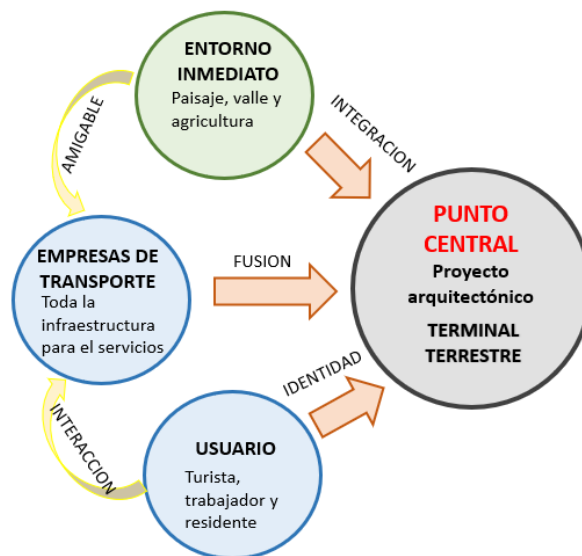 ENTORNO
INMEDIATO
Paisaje, valle y
agricultura
AMIGABLE
INTEGRACION
EMPRESAS DE
TRANSPORTE
Toda la
infraestructura
para el servicios
FUSION
PUNTO
CENTRAL
Proyecto
arquitectónico
TERMINAL
TERRESTRE
IDENTIDAD
INTERACCION
USUARIO
Turista,
trabajador y
residente